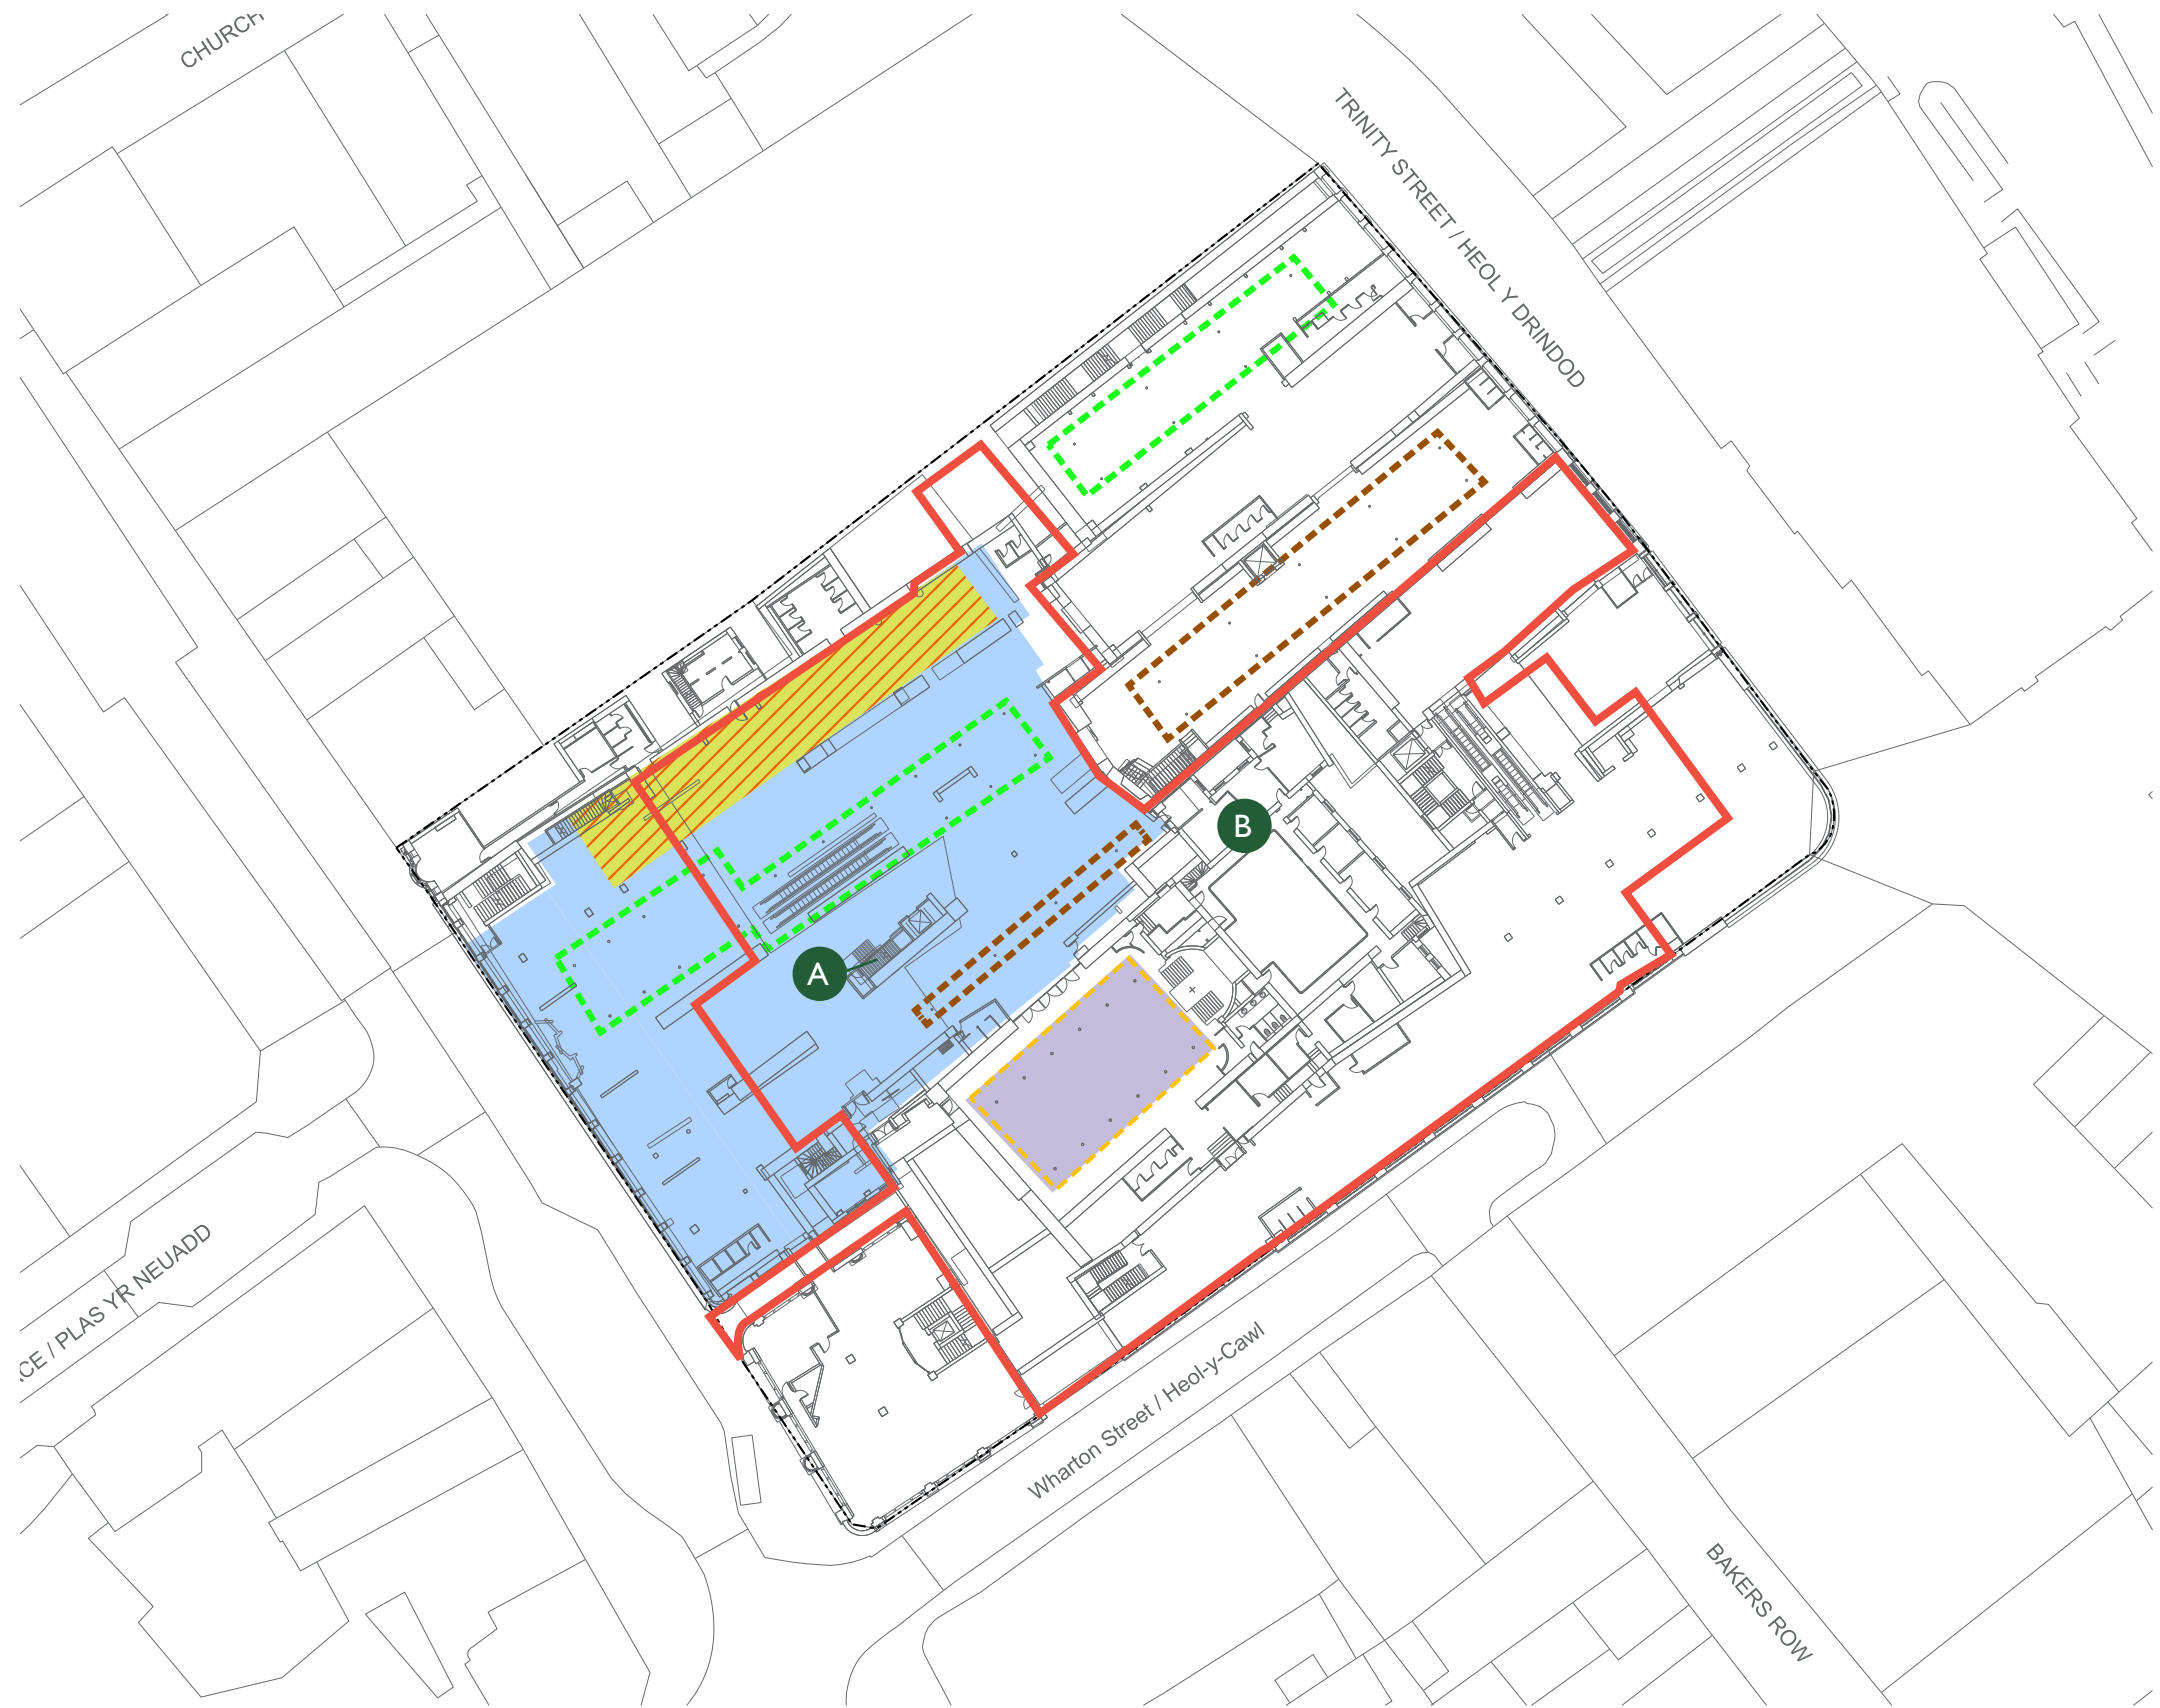 CHURCH
TRINITY STREET / HEOL Y DRINDOD
B
A
CE / PLAS YR NEUADD
Wharton Street / Heol-y-Cawl
BAKERS ROW